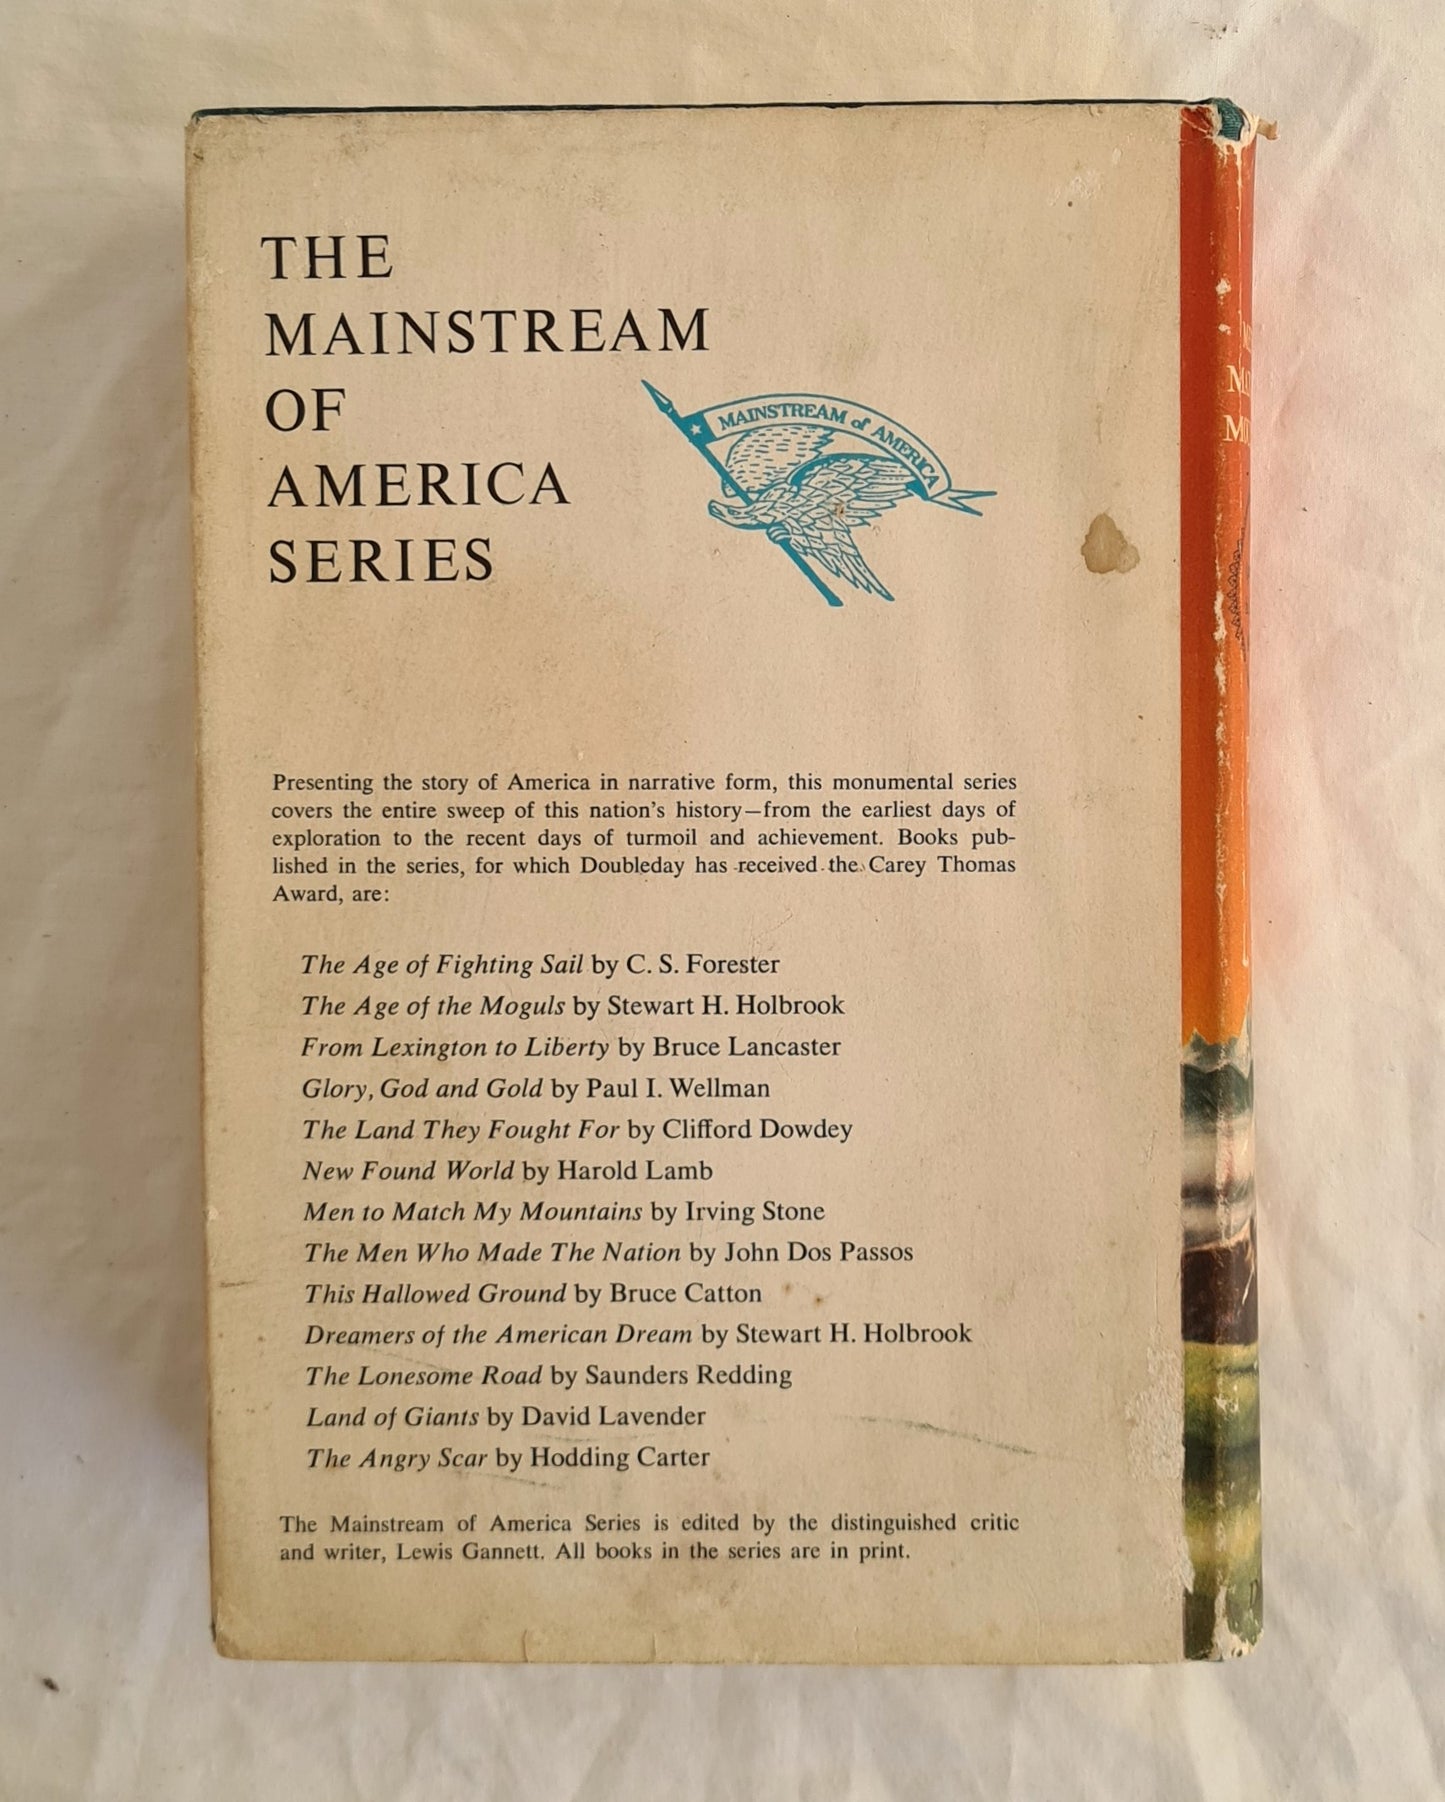 THE
MAINSTREAM
OF
AMERICA
SERIES
MAINSTREAM of AMERICA
Presenting the story of America in narrative form, this monumental series
covers the entire sweep of this nation's history—from the earliest days of
exploration to the recent days of turmoil and achievement. Books pub-
lished in the series, for which Doubleday has received the Carey Thomas
Award, are:
The Age of Fighting Sail by C. S. Forester
The Age of the Moguls by Stewart H. Holbrook
From Lexington to Liberty by Bruce Lancaster
Glory, God and Gold by Paul I. Wellman
The Land They Fought For by Clifford Dowdey
New Found World by Harold Lamb
Men to Match My Mountains by Irving Stone
The Men Who Made The Nation by John Dos Passos
This Hallowed Ground by Bruce Catton
Dreamers of the American Dream by Stewart H. Holbrook
The Lonesome Road by Saunders Redding
Land of Giants by David Lavender
The Angry Scar by Hodding Carter
The Mainstream of America Series is edited by the distinguished critic
and writer, Lewis Gannett. All books in the series are in print.